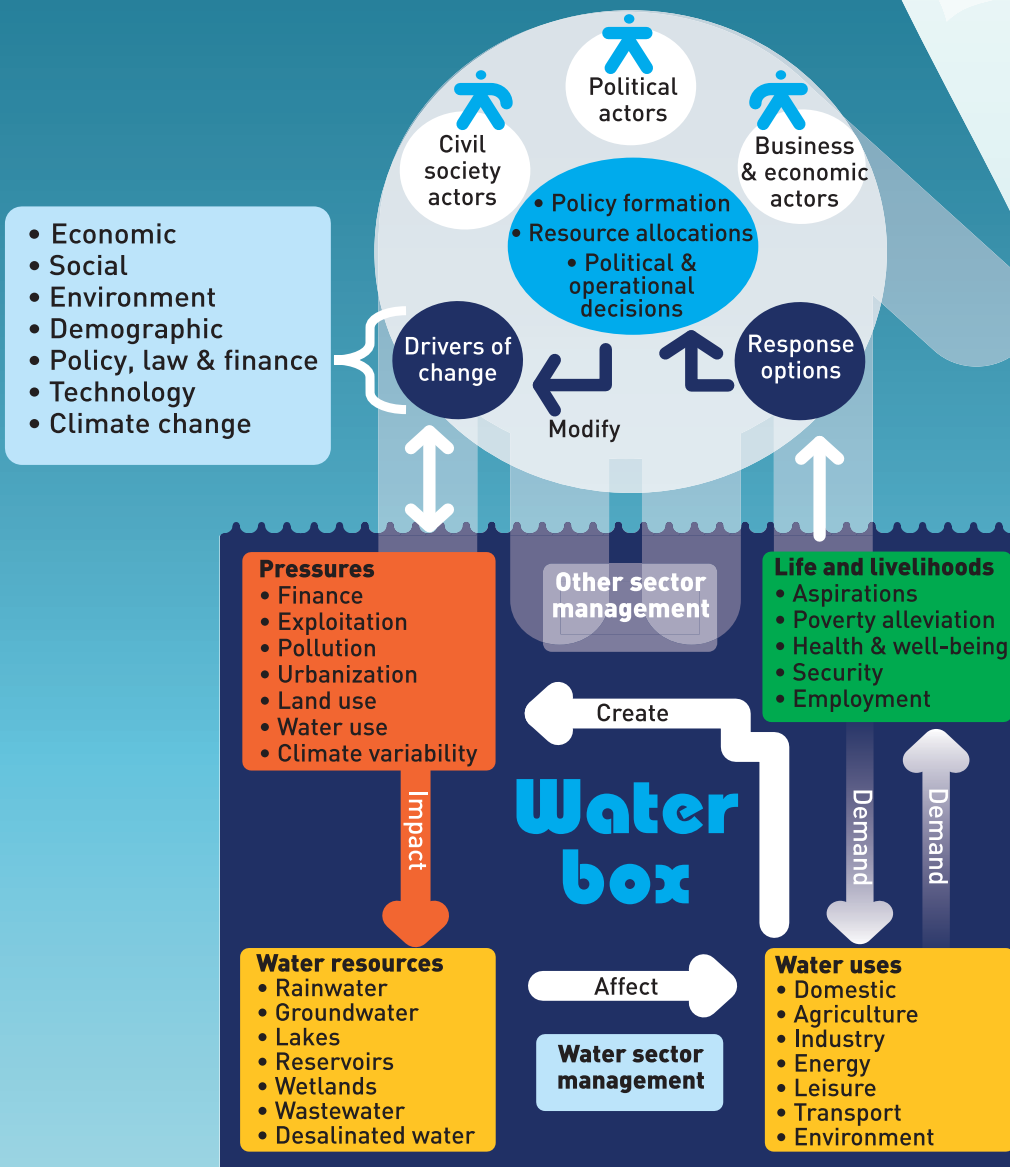 Political
actors
Civil
society
actors
Business
& economic
actors
• Policy formation
• Resource allocations
• Political &
operational
decisions
• Economic
• Social
• Environment
• Demographic
• Policy, law & finance
• Technology
• Climate change
Drivers of
change
Response
options
Modify
Pressures
• Finance
• Exploitation
• Pollution
• Urbanization
• Land use
• Water use
• Climate variability
Other sector
management
Life and livelihoods
• Aspirations
• Poverty alleviation
• Health & well-being
• Security
• Employment
Create
Impact
Water
box
Demand
Demand
Water resources
• Rainwater
• Groundwater
• Lakes
• Reservoirs
• Wetlands
• Wastewater
• Desalinated water
Affect
Water sector
management
Water uses
• Domestic
• Agriculture
• Industry
• Energy
• Leisure
• Transport
• Environment